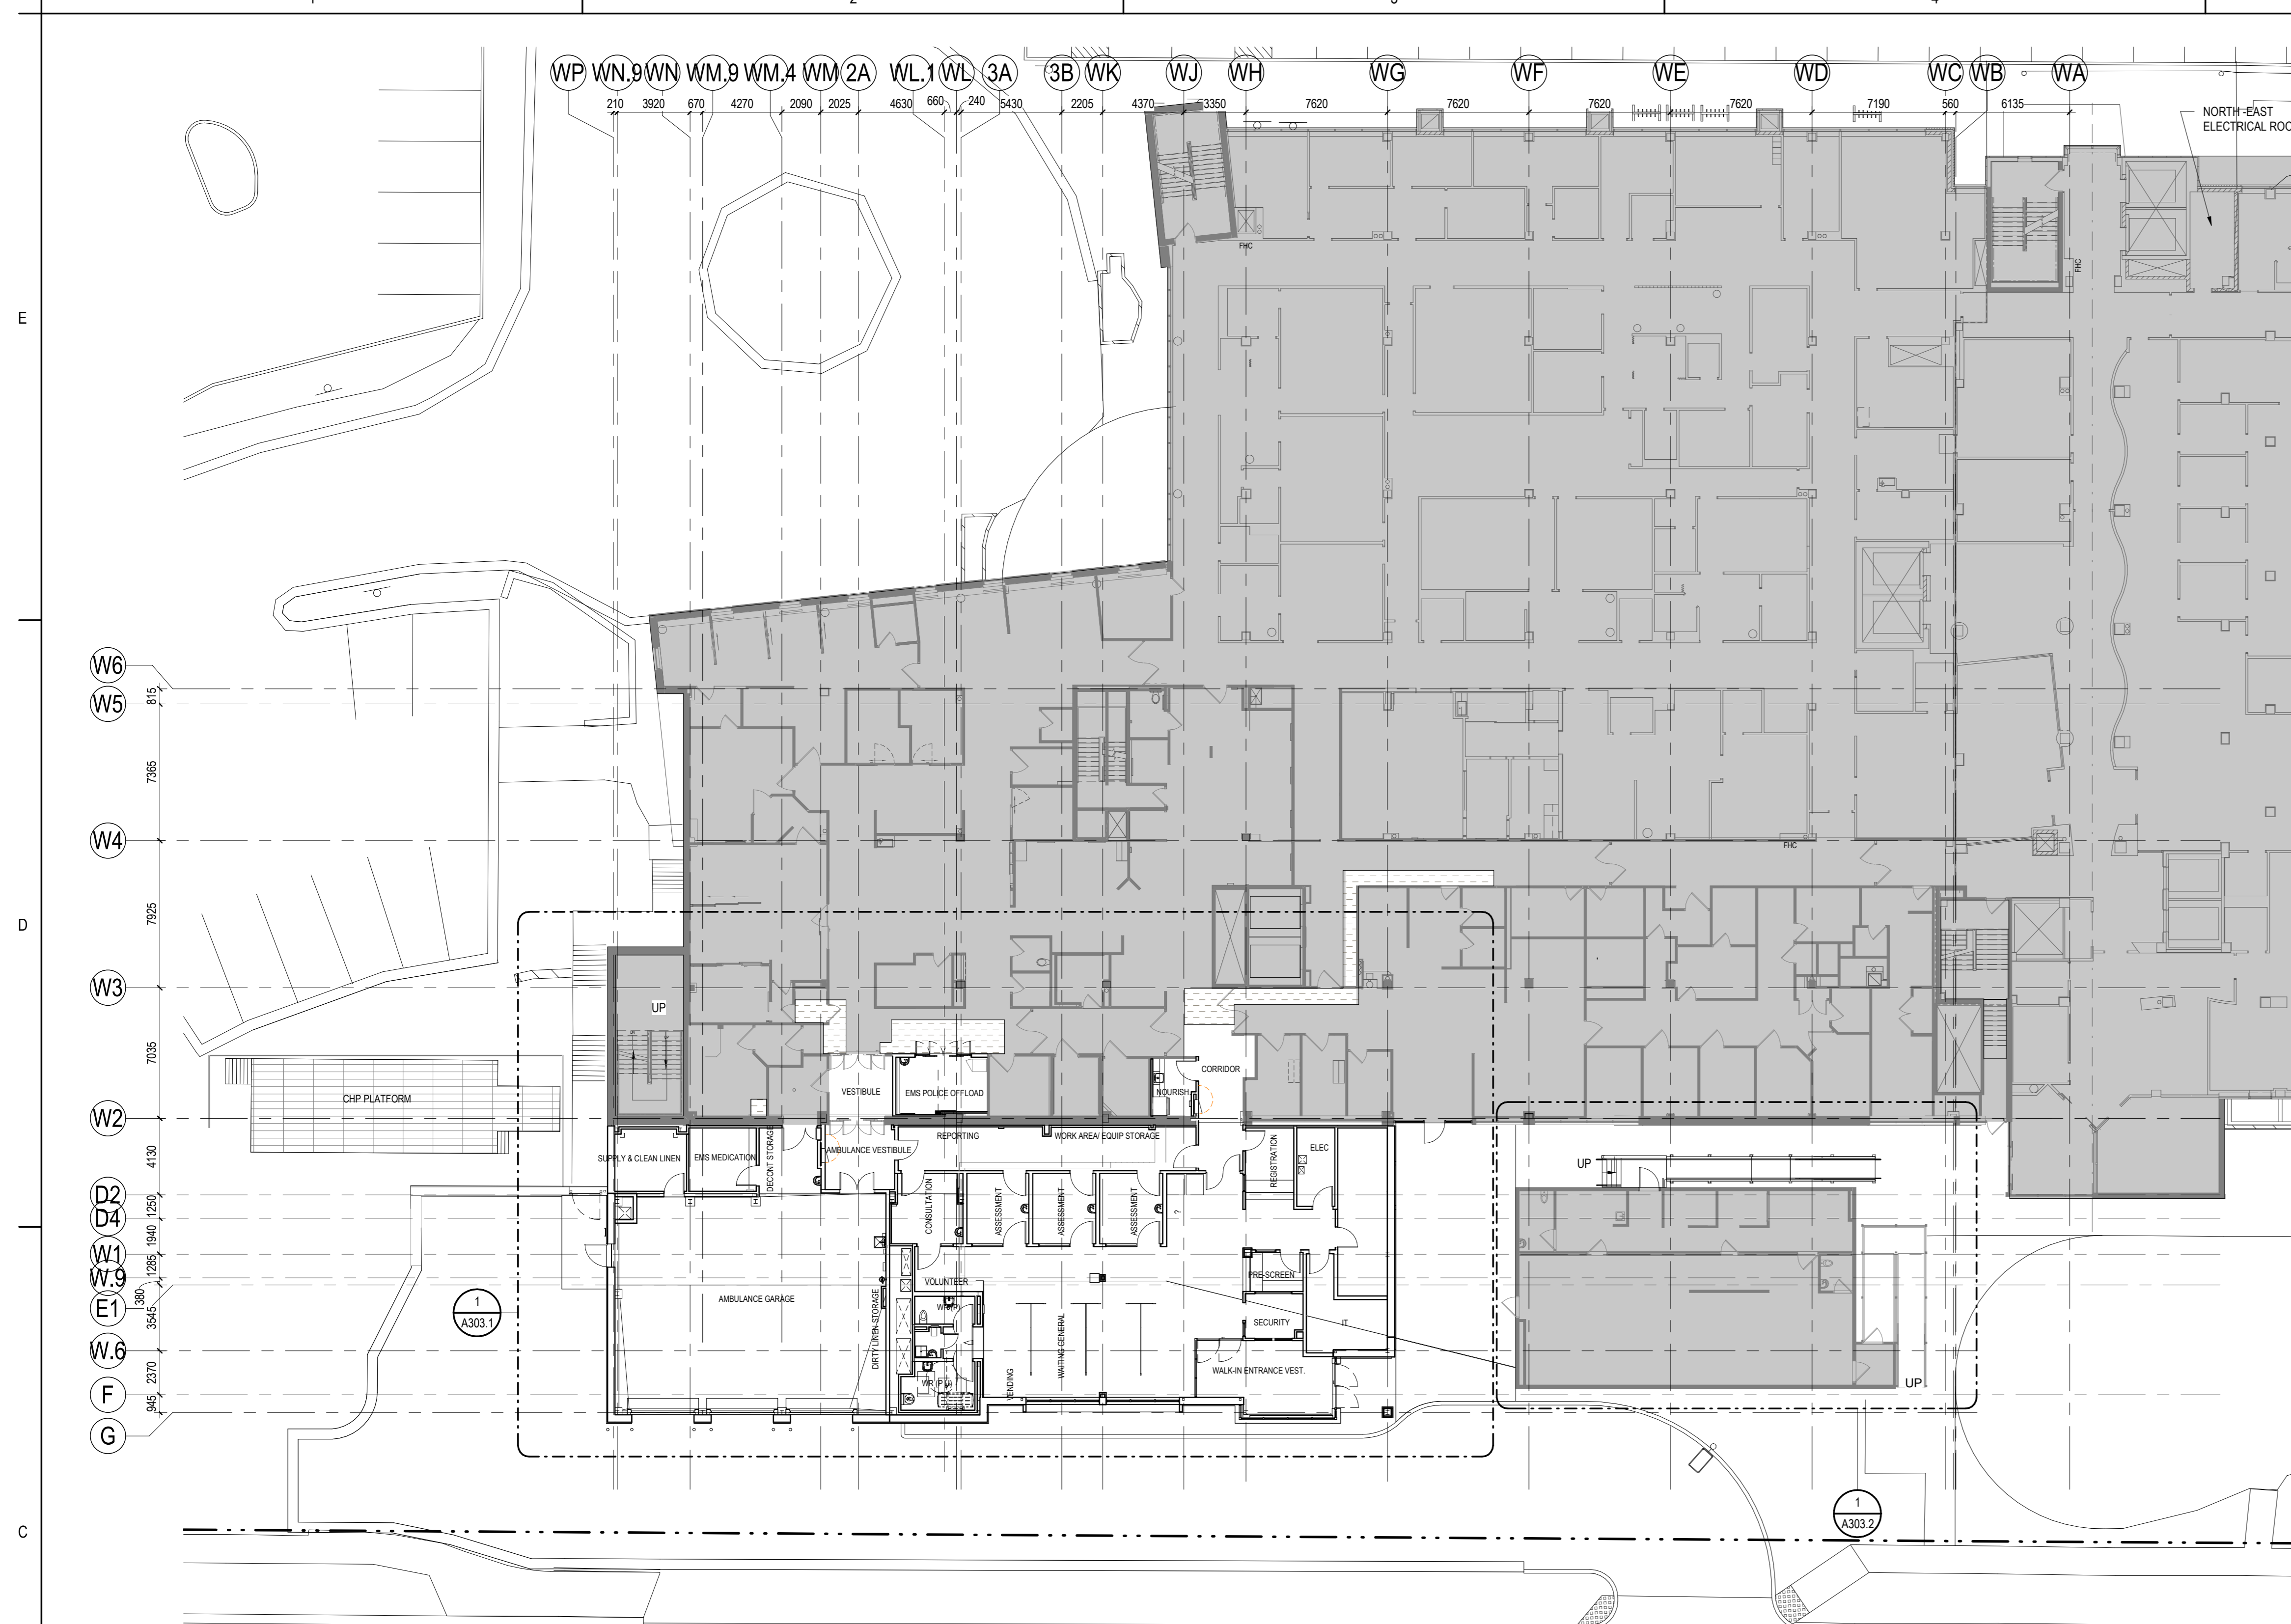 2
WP WN.9 WN WM.9 WM.4 WM 2A WL.1 WL 3A 3B WK WJ WH WG WF WE WD WC WB WA
210 3920 670 4270 2090 2025 4630 660 240 5430 2205 4370 3350 7620 7620 7620 7620 7190 560 6135
NORTH-EAST
ELECTRICAL ROO
FHC
FHC
E
W6
815
W5
7365
W4
FHC
7925
D
W3
UP
7035
CORRIDOR
CHP PLATFORM
VESTIBULE
EMS POLICE OFFLOAD
NOURISH.
W2
4130
REPORTING
WORK AREA/ EQUIP STORAGE
SUPPLY & CLEAN LINEN
EMS MEDICATION
DECONT STORAGE
AMBULANCE VESTIBULE
REGISTRATION
ELEC
UP
D2
1250
D4
CONSULTATION
ASSESSMENT
ASSESSMENT
ASSESSMENT
?
1940
W1
1285
W.9
380
E1
VOLUNTEER
PRE-SCREEN
1
A303.1
AMBULANCE GARAGE
DIRTY LINEN STORAGE
3545
SECURITY
IT
WAITING GENERAL
W.6
2370
VENDING
WALK-IN ENTRANCE VEST.
UP
F
945
G
1
A303.2
C